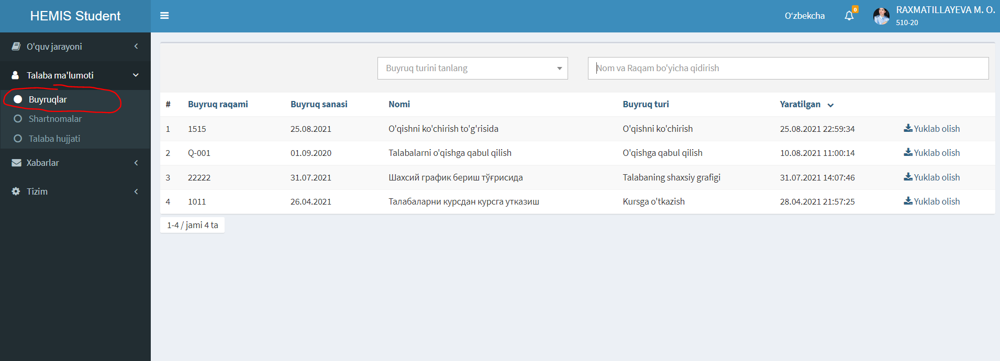 HEMIS Student
O‘zbekcha
0
RAXMATILLAYEVA M. O.
510-20
O'quv jarayoni
Talaba ma'lumoti
Buyruqlar
Shartnomalar
Talaba hujjati
Xabarlar
Tizim
Buyruq turini tanlang
Nom va Raqam bo'yicha qidirish
# Buyruq raqami Buyruq sanasi Nomi Buyruq turi Yaratilgan
1 1515 25.08.2021 O'qishni ko'chirish to'g'risida O'qishni ko'chirish 25.08.2021 22:59:34 Yuklab olish
2 Q-001 01.09.2020 Talabalarni o'qishga qabul qilish O'qishga qabul qilish 10.08.2021 11:00:14 Yuklab olish
3 22222 31.07.2021 Шахсий график бериш тўғрисида Talabaning shaxsiy grafigi 31.07.2021 14:07:46 Yuklab olish
4 1011 26.04.2021 Талабаларни курсдан курсга утказиш Kursga o'tkazish 28.04.2021 21:57:25 Yuklab olish
1-4 / jami 4 ta